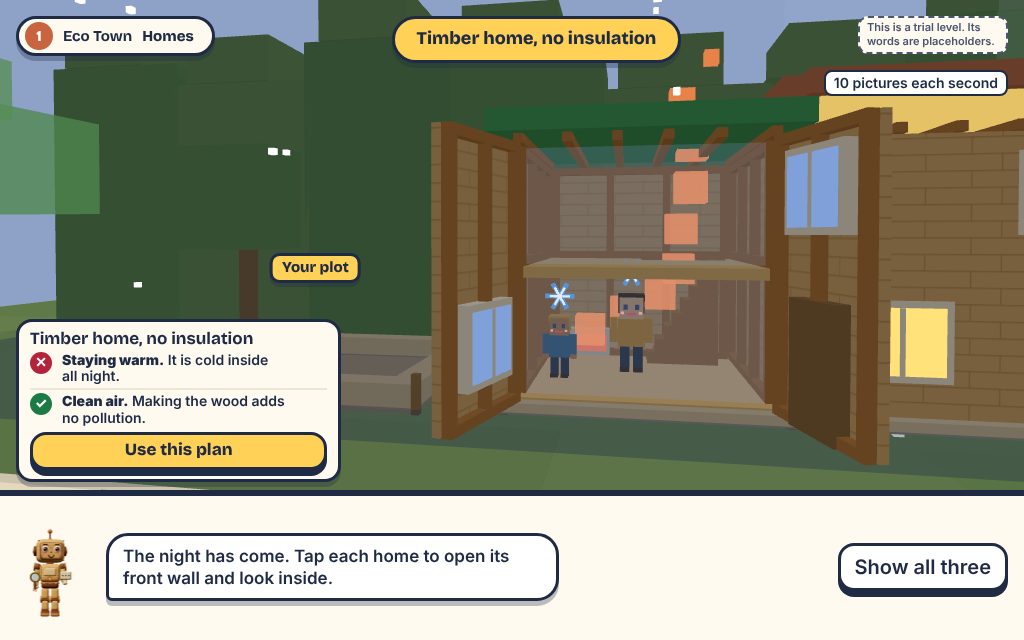 1 Eco Town Homes
Timber home, no insulation
This is a trial level. Its
words are placeholders.
10 pictures each second
Your plot
Timber home, no insulation
Staying warm. It is cold inside
all night.
Clean air. Making the wood adds
no pollution.
Use this plan
The night has come. Tap each home to open its
front wall and look inside.
Show all three